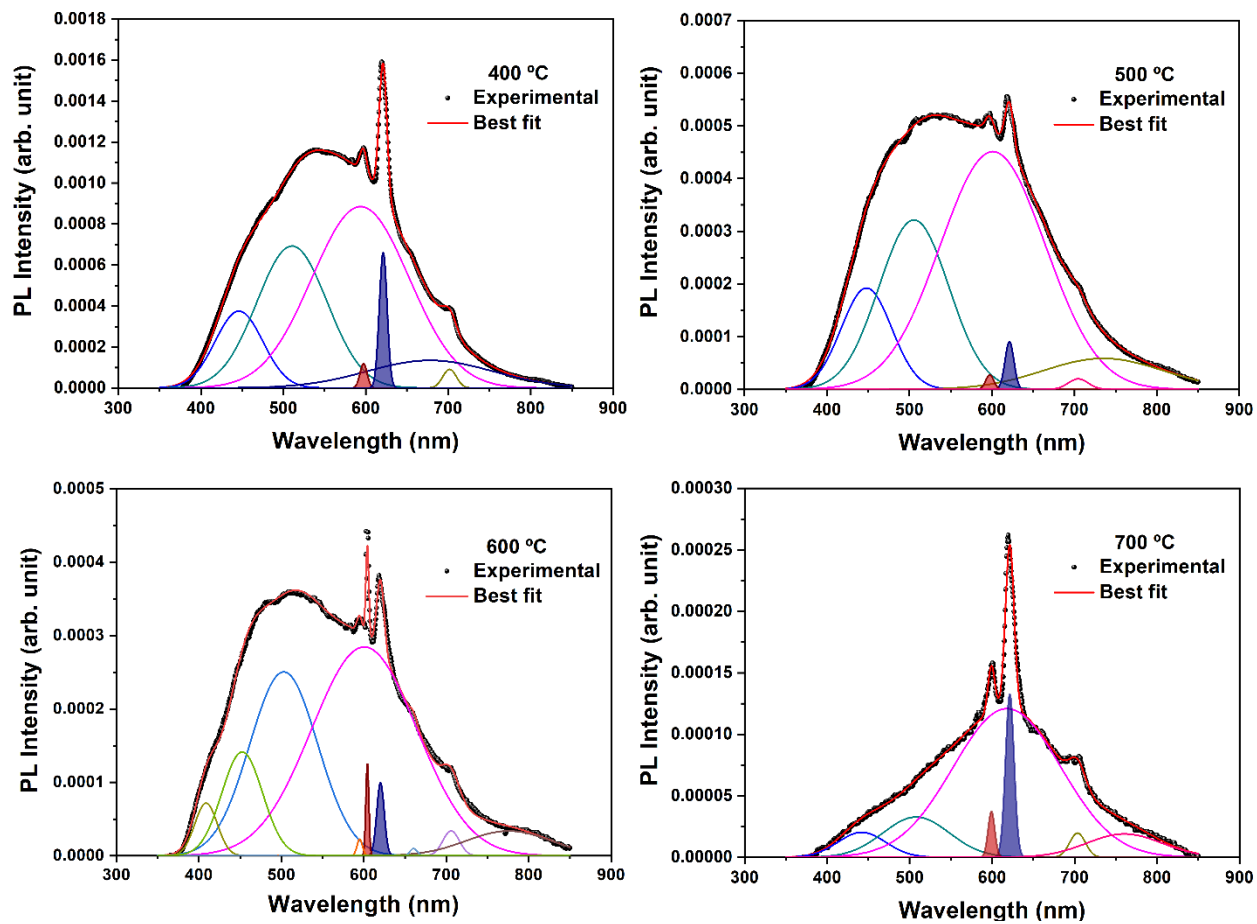 0.0018
0.0016
0.0014
0.0012
0.0010
0.0008
0.0006
0.0004
0.0002
0.0000
PL Intensity (arb. unit)
400 ºC
Experimental
Best fit
300 400 500 600 700 800 900
Wavelength (nm)
0.0007
0.0006
0.0005
0.0004
0.0003
0.0002
0.0001
0.0000
PL Intensity (arb. unit)
500 ºC
Experimental
Best fit
300 400 500 600 700 800 900
Wavelength (nm)
0.0005
0.0004
0.0003
0.0002
0.0001
0.0000
PL Intensity (arb. unit)
600 ºC
Experimental
Best fit
300 400 500 600 700 800 900
Wavelength (nm)
0.00030
0.00025
0.00020
0.00015
0.00010
0.00005
0.00000
PL Intensity (arb. unit)
700 ºC
Experimental
Best fit
300 400 500 600 700 800 900
Wavelength (nm)